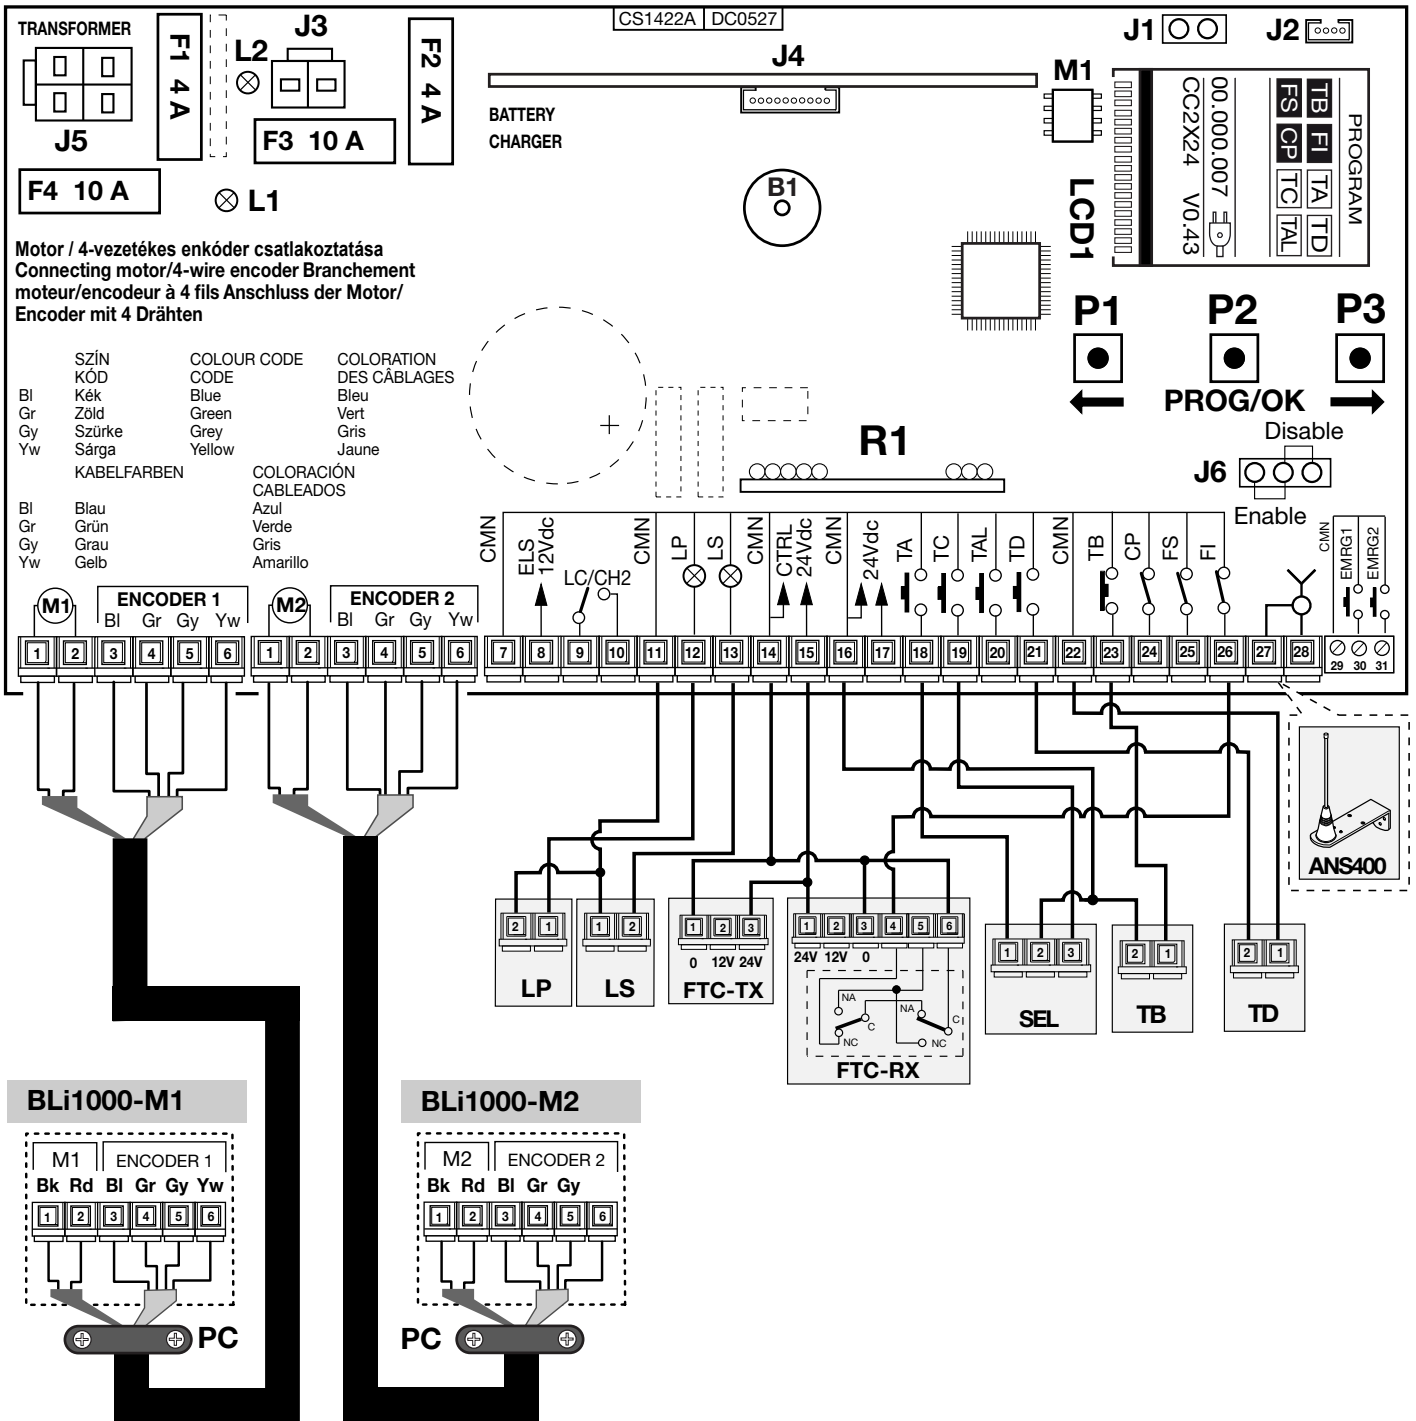 CS1422A DC0527
TRANSFORMER
J5
F1 4 A
L2
J3
F2 4 A
F3 10 A
F4 10 A
L1
J4
BATTERY
CHARGER
B1
M1
J1
J2
LCD1
PROGRAM
TB FI TA TD
FS CP TC TAL
00.000.007
CC2X24 V0.43
P1 P2 P3
PROG/OK
Disable
J6
Enable
R1
Motor / 4-vezetékes enkóder csatlakoztatása
Connecting motor/4-wire encoder Branchement
moteur/encodeur à 4 fils Anschluss der Motor/
Encoder mit 4 Drähten
SZÍN COLOUR CODE COLORATION
KÓD CODE DES CÂBLAGES
Bl Kék Blue Bleu
Gr Zöld Green Vert
Gy Szürke Grey Gris
Yw Sárga Yellow Jaune
KABELFARBEN COLORACIÓN
CABLEADOS
Bl Blau Azul
Gr Grün Verde
Gy Grau Gris
Yw Gelb Amarillo
M1 ENCODER 1
Bl Gr Gy Yw
1 2 3 4 5 6
M2 ENCODER 2
Bl Gr Gy Yw
1 2 3 4 5 6
CMN
ELS
12Vdc
LC/CH2
CMN
LP
LS
CMN
CTRL
24Vdc
CMN
24Vdc
TA
TC
TAL
TD
CMN
TB
CP
FS
FI
CMN
EMRG1
EMRG2
7 8 9 10 11 12 13 14 15 16 17 18 19 20 21 22 23 24 25 26 27 28 29 30 31
ANS400
2 1
LP
1 2
LS
1 2 3
0 12V 24V
FTC-TX
1 2 3 4 5 6
24V 12V 0
NA NA
C C
NC NC
FTC-RX
1 2 3
SEL
2 1
TB
2 1
TD
BLi1000-M1
M1 ENCODER 1
Bk Rd Bl Gr Gy Yw
1 2 3 4 5 6
PC
BLi1000-M2
M2 ENCODER 2
Bk Rd Bl Gr Gy
1 2 3 4 5 6
PC